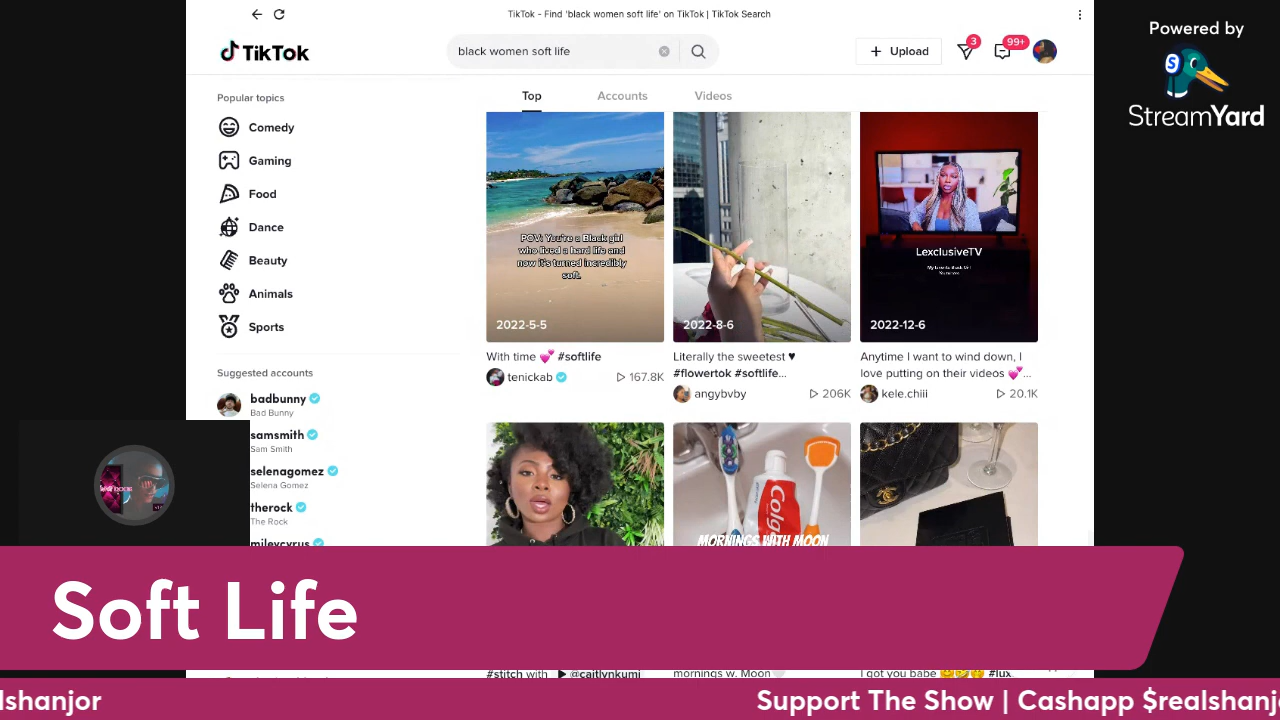 TikTok - Find 'black women soft life' on TikTok | TikTok Search
Powered by
StreamYard
TikTok
black women soft life
Upload
3
99+
Top
Accounts
Videos
Popular topics
Comedy
Gaming
Food
Dance
Beauty
Animals
Sports
Suggested accounts
badbunny
Bad Bunny
samsmith
Sam Smith
selenagomez
Selena Gomez
therock
The Rock
mileycyrus
POV: You're a Black girl
who lived a hard life and
now it's turned incredibly
soft.
2022-5-5
With time 💕 #softlife
tenickab
167.8K
2022-8-6
Literally the sweetest ♥
#flowertok #softlife...
angybvby
206K
LexclusiveTV
2022-12-6
Anytime I want to wind down, I
love putting on their videos 💕...
kele.chiii
20.1K
Colg
MORNINGS WITH MOON
#stitch with ▶ @caitlynkumi
mornings w. Moon🤍
I got you babe #lux
Soft Life
lshanjor
Support The Show | Cashapp $realshanj